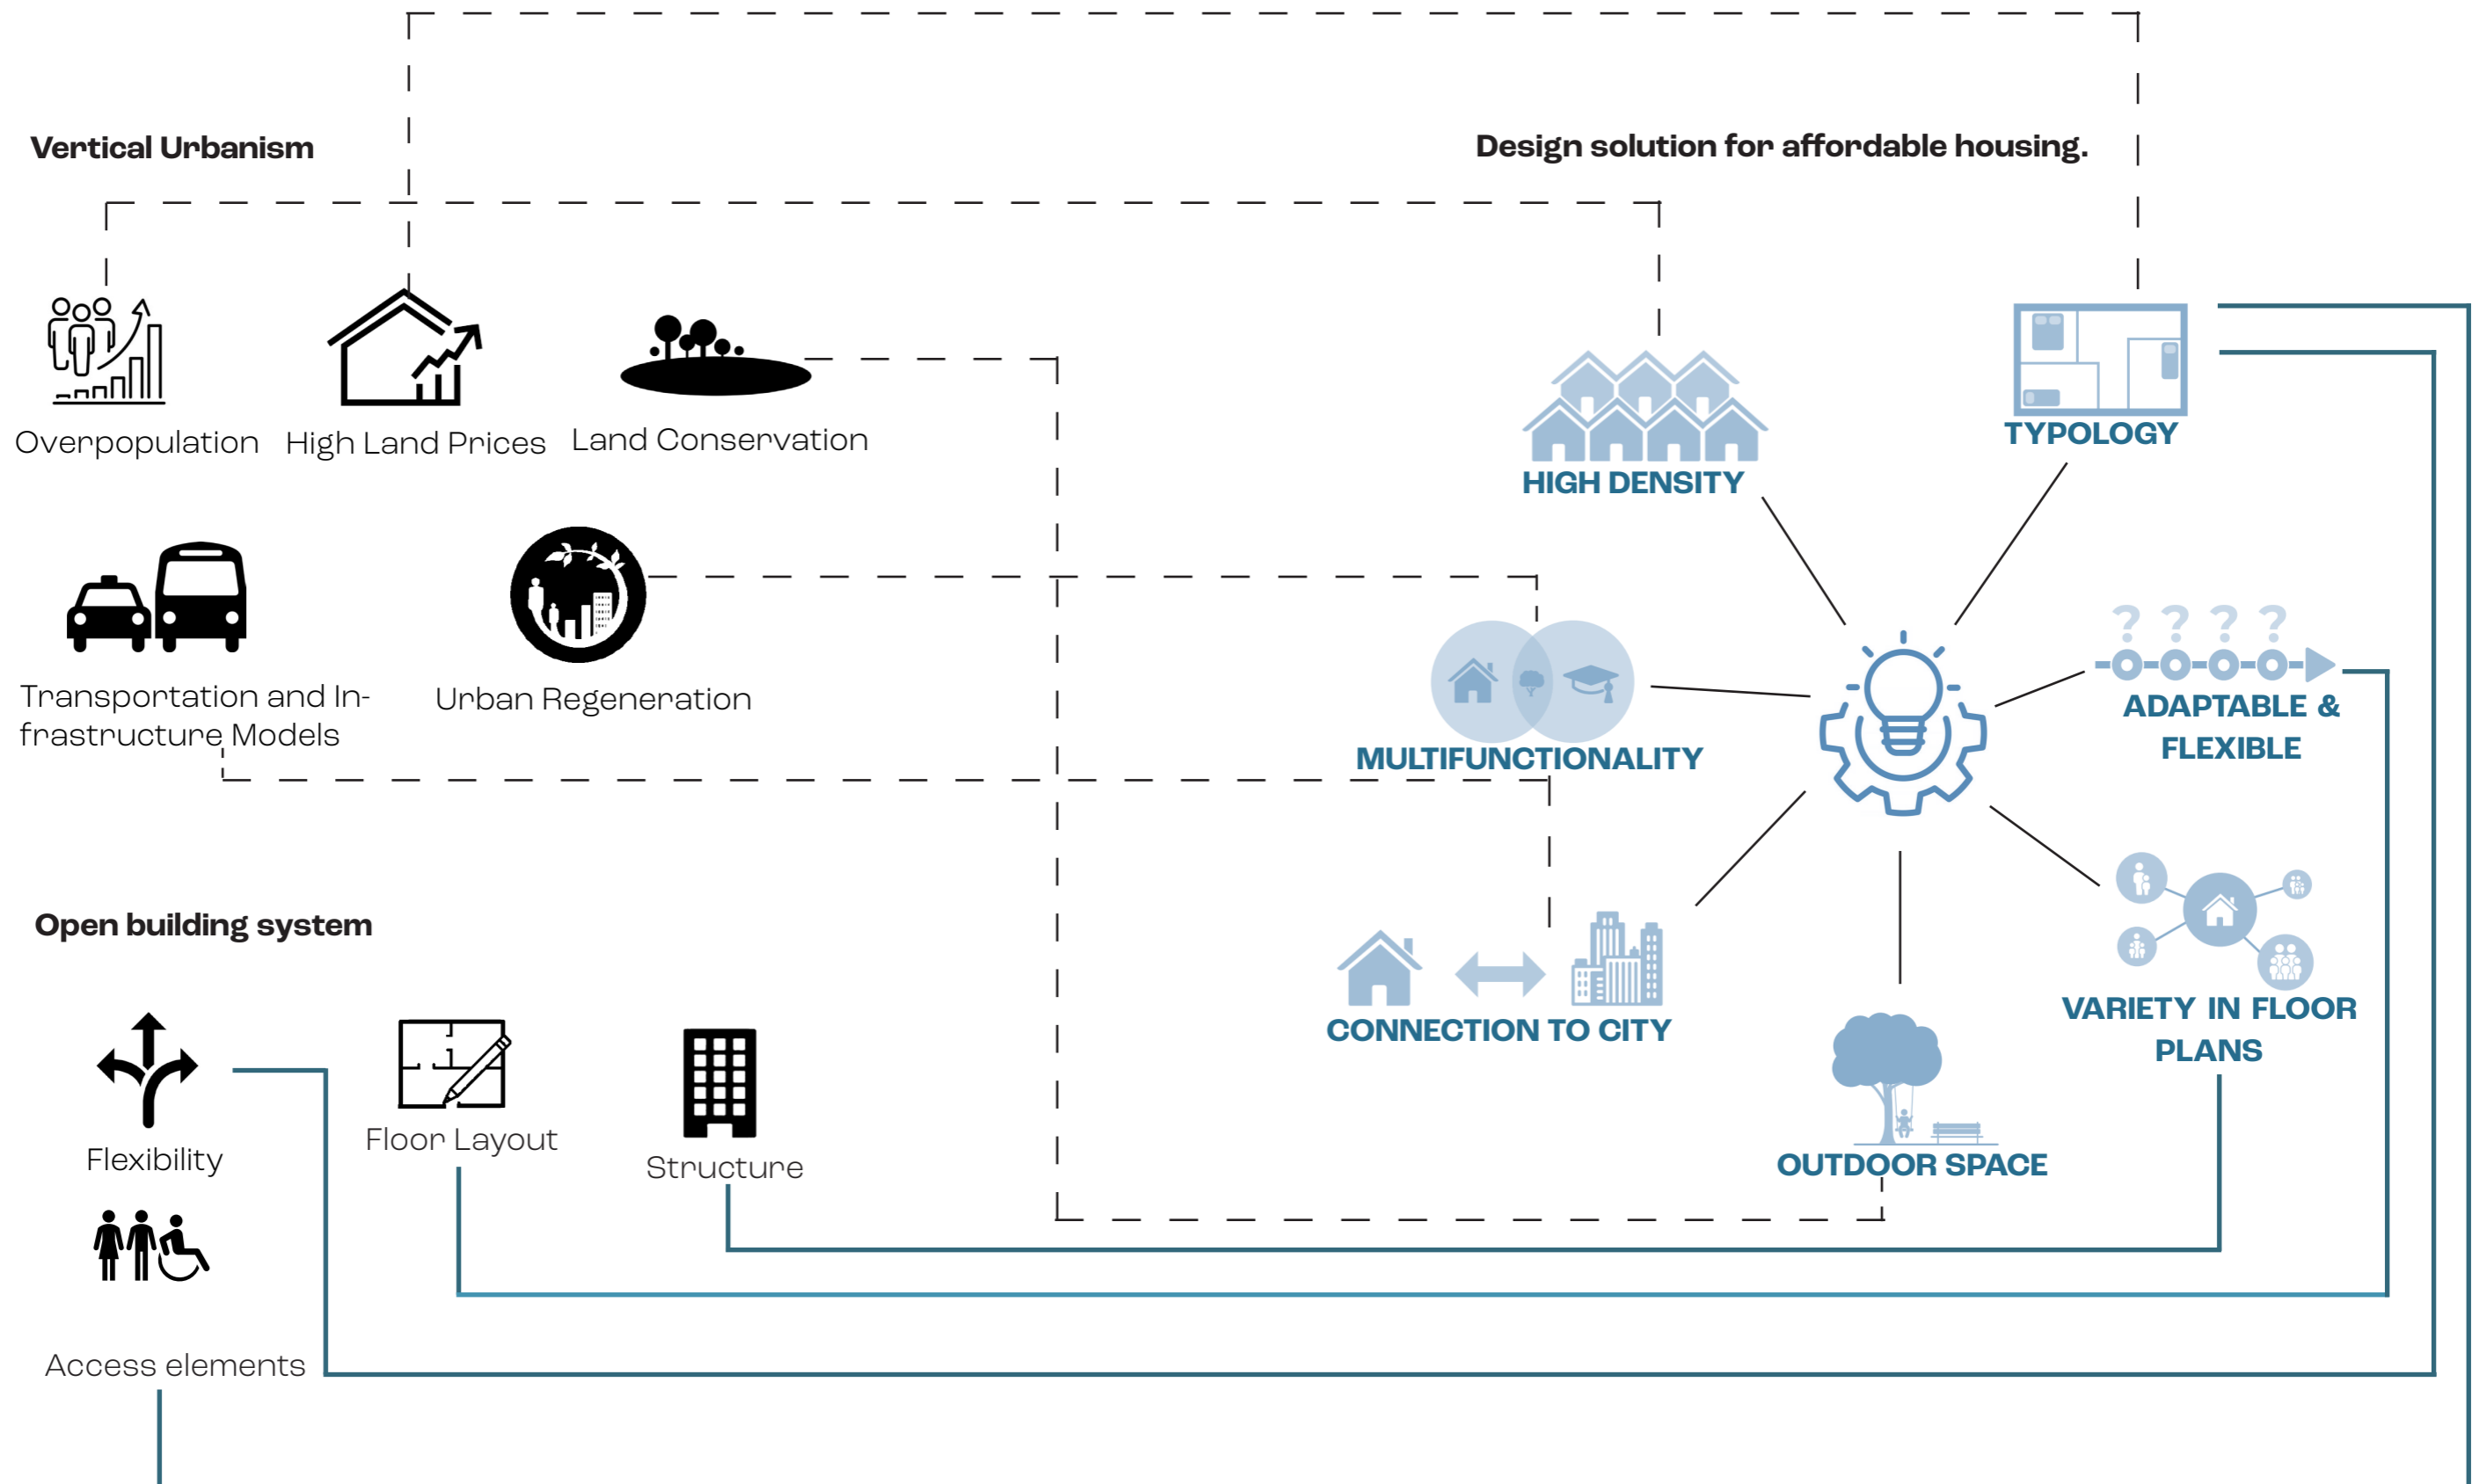 Vertical Urbanism
Design solution for affordable housing.
Overpopulation
High Land Prices
Land Conservation
Transportation and In-
frastructure Models
Urban Regeneration
HIGH DENSITY
TYPOLOGY
? ? ? ?
ADAPTABLE &
FLEXIBLE
MULTIFUNCTIONALITY
CONNECTION TO CITY
VARIETY IN FLOOR
PLANS
OUTDOOR SPACE
Open building system
Flexibility
Floor Layout
Structure
Access elements